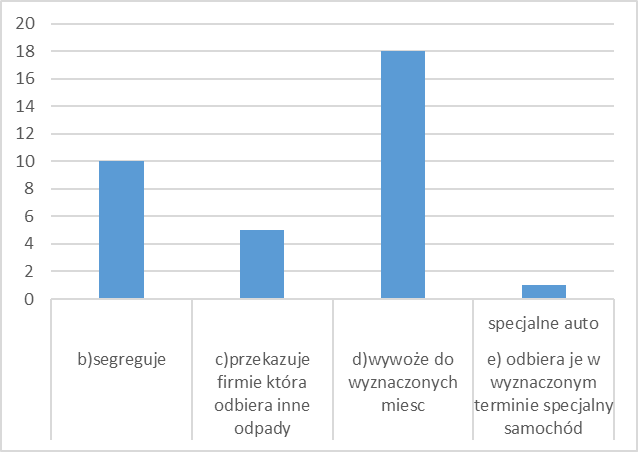 20
18
16
14
12
10
8
6
4
2
0
specjalne auto
b)segreguje
c)przekazuje
firmie która
odbiera inne
odpady
d)wywoże do
wyznaczonych
miesc
e) odbiera je w
wyznaczonym
terminie specjalny
samochód